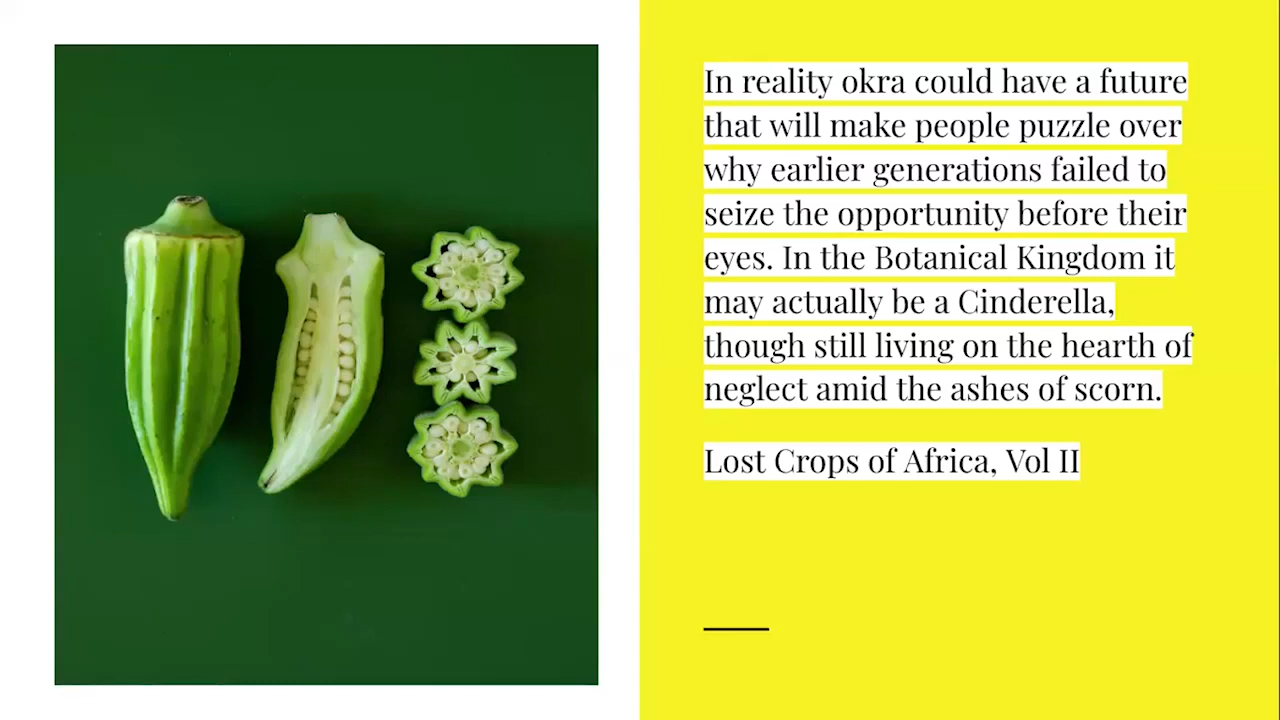 In reality okra could have a future
that will make people puzzle over
why earlier generations failed to
seize the opportunity before their
eyes. In the Botanical Kingdom it
may actually be a Cinderella,
though still living on the hearth of
neglect amid the ashes of scorn.
Lost Crops of Africa, Vol II